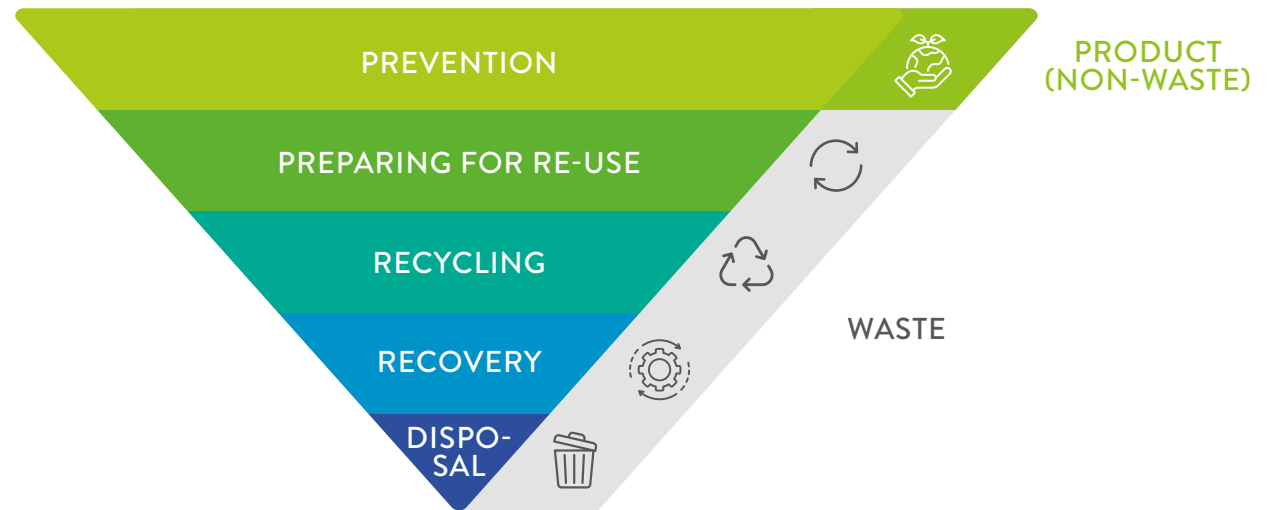 PREVENTION
PRODUCT
(NON-WASTE)
PREPARING FOR RE-USE
RECYCLING
WASTE
RECOVERY
DISPO-
SAL